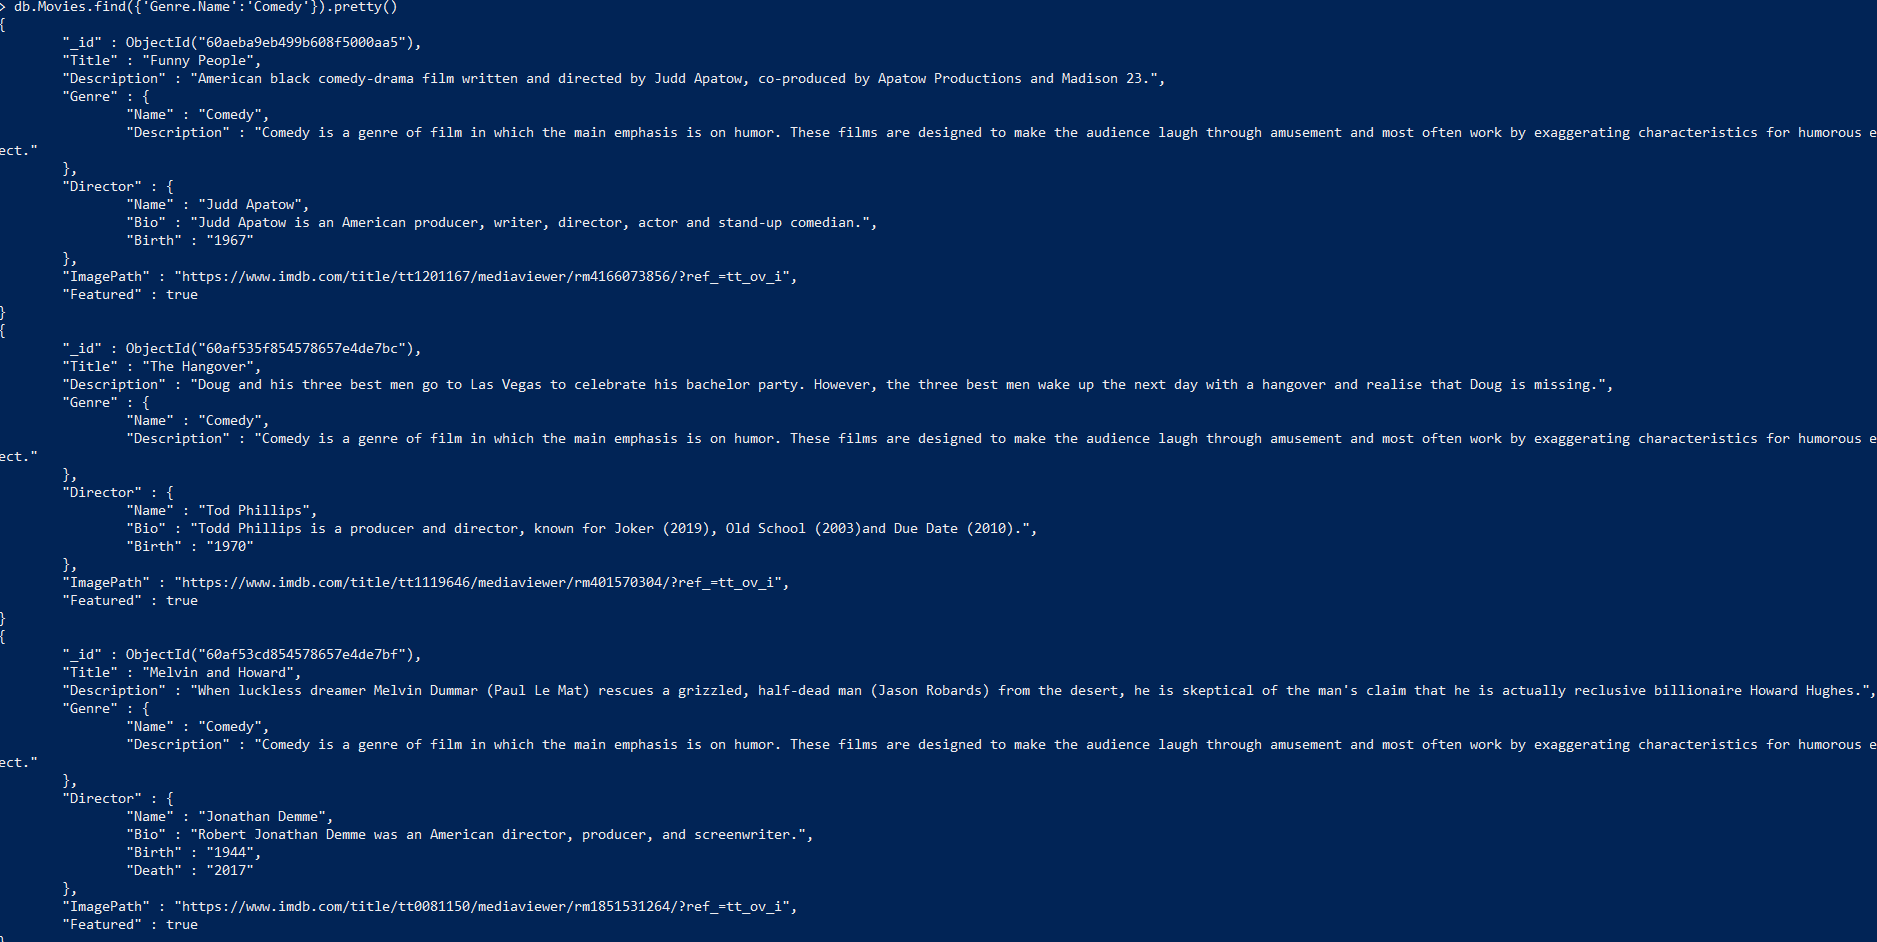 > db.Movies.find({'Genre.Name':'Comedy'}).pretty()
{
        "_id" : ObjectId("60aeba9eb499b608f5000aa5"),
        "Title" : "Funny People",
        "Description" : "American black comedy-drama film written and directed by Judd Apatow, co-produced by Apatow Productions and Madison 23.",
        "Genre" : {
                "Name" : "Comedy",
                "Description" : "Comedy is a genre of film in which the main emphasis is on humor. These films are designed to make the audience laugh through amusement and most often work by exaggerating characteristics for humorous e
ect."
        },
        "Director" : {
                "Name" : "Judd Apatow",
                "Bio" : "Judd Apatow is an American producer, writer, director, actor and stand-up comedian.",
                "Birth" : "1967"
        },
        "ImagePath" : "https://www.imdb.com/title/tt1201167/mediaviewer/rm4166073856/?ref_=tt_ov_i",
        "Featured" : true
}
{
        "_id" : ObjectId("60af535f854578657e4de7bc"),
        "Title" : "The Hangover",
        "Description" : "Doug and his three best men go to Las Vegas to celebrate his bachelor party. However, the three best men wake up the next day with a hangover and realise that Doug is missing.",
        "Genre" : {
                "Name" : "Comedy",
                "Description" : "Comedy is a genre of film in which the main emphasis is on humor. These films are designed to make the audience laugh through amusement and most often work by exaggerating characteristics for humorous e
ect."
        },
        "Director" : {
                "Name" : "Tod Phillips",
                "Bio" : "Todd Phillips is a producer and director, known for Joker (2019), Old School (2003)and Due Date (2010).",
                "Birth" : "1970"
        },
        "ImagePath" : "https://www.imdb.com/title/tt1119646/mediaviewer/rm401570304/?ref_=tt_ov_i",
        "Featured" : true
}
{
        "_id" : ObjectId("60af53cd854578657e4de7bf"),
        "Title" : "Melvin and Howard",
        "Description" : "When luckless dreamer Melvin Dummar (Paul Le Mat) rescues a grizzled, half-dead man (Jason Robards) from the desert, he is skeptical of the man's claim that he is actually reclusive billionaire Howard Hughes.",
        "Genre" : {
                "Name" : "Comedy",
                "Description" : "Comedy is a genre of film in which the main emphasis is on humor. These films are designed to make the audience laugh through amusement and most often work by exaggerating characteristics for humorous e
ect."
        },
        "Director" : {
                "Name" : "Jonathan Demme",
                "Bio" : "Robert Jonathan Demme was an American director, producer, and screenwriter.",
                "Birth" : "1944",
                "Death" : "2017"
        },
        "ImagePath" : "https://www.imdb.com/title/tt0081150/mediaviewer/rm1851531264/?ref_=tt_ov_i",
        "Featured" : true
}